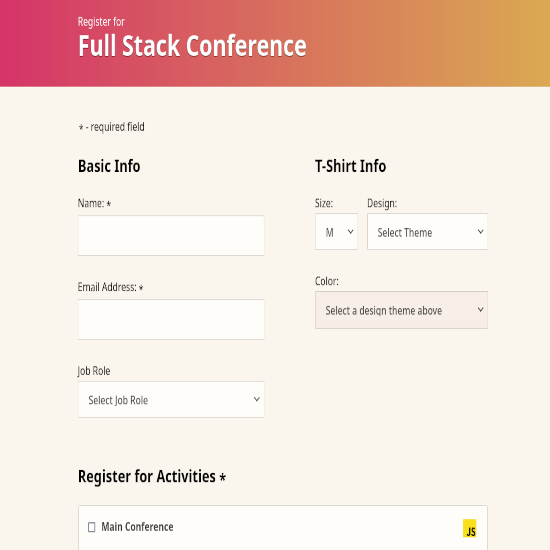 Register for
Full Stack Conference
* - required field
Basic Info
Name: *
Email Address: *
Job Role
Select Job Role
T-Shirt Info
Size:
Design:
M
Select Theme
Color:
Select a design theme above
Register for Activities *
Main Conference
JS